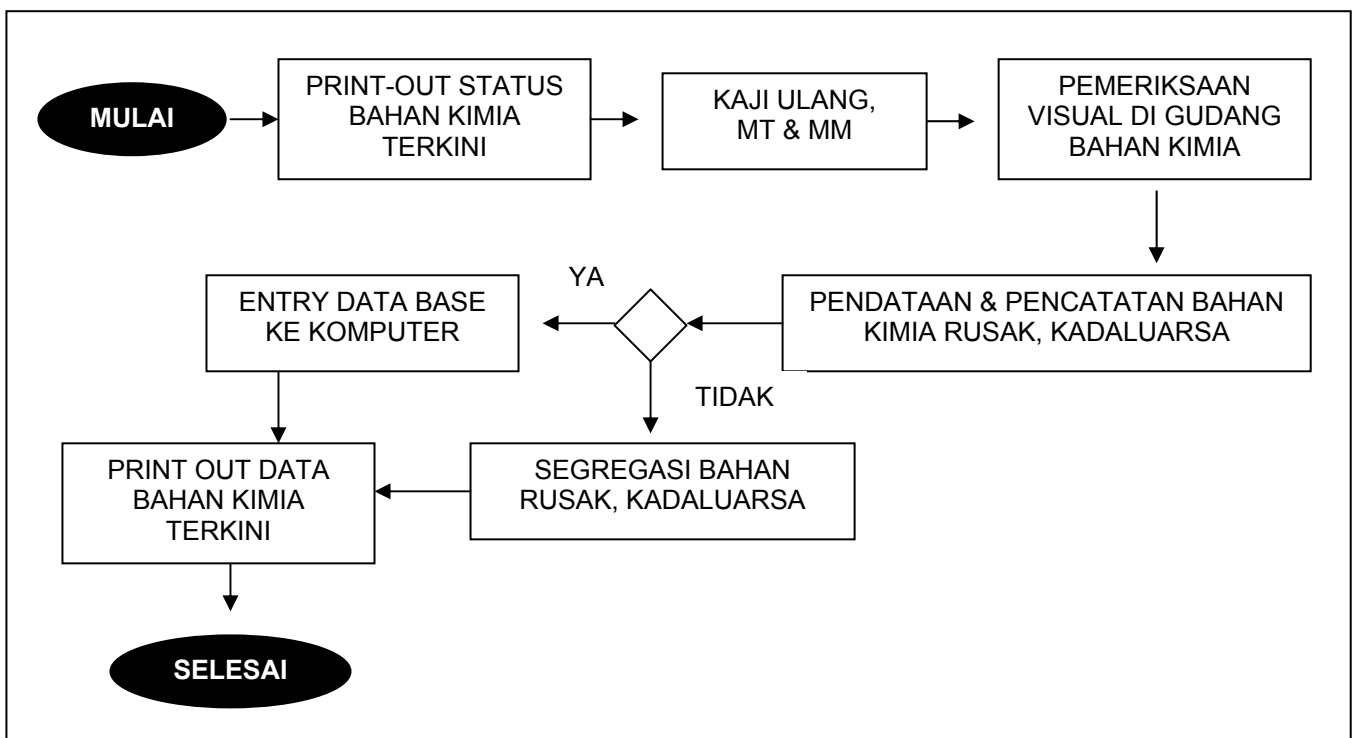 MULAI
PRINT-OUT STATUS
BAHAN KIMIA
TERKINI
KAJI ULANG,
MT & MM
PEMERIKSAAN
VISUAL DI GUDANG
BAHAN KIMIA
PENDATAAN & PENCATATAN BAHAN
KIMIA RUSAK, KADALUARSA
YA
ENTRY DATA BASE
KE KOMPUTER
TIDAK
SEGREGASI BAHAN
RUSAK, KADALUARSA
PRINT OUT DATA
BAHAN KIMIA
TERKINI
SELESAI